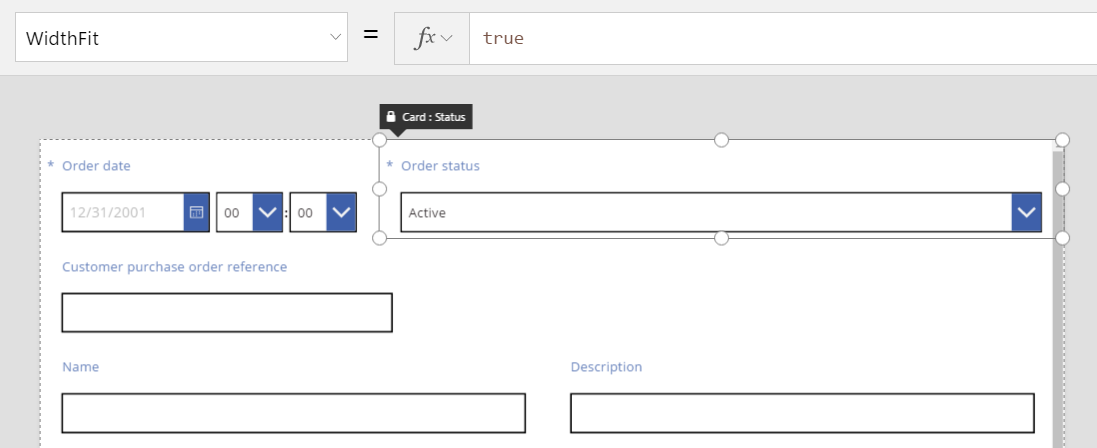 WidthFit = fx true
Card : Status
* Order date * Order status
12/31/2001 00 : 00 Active
Customer purchase order reference
Name Description